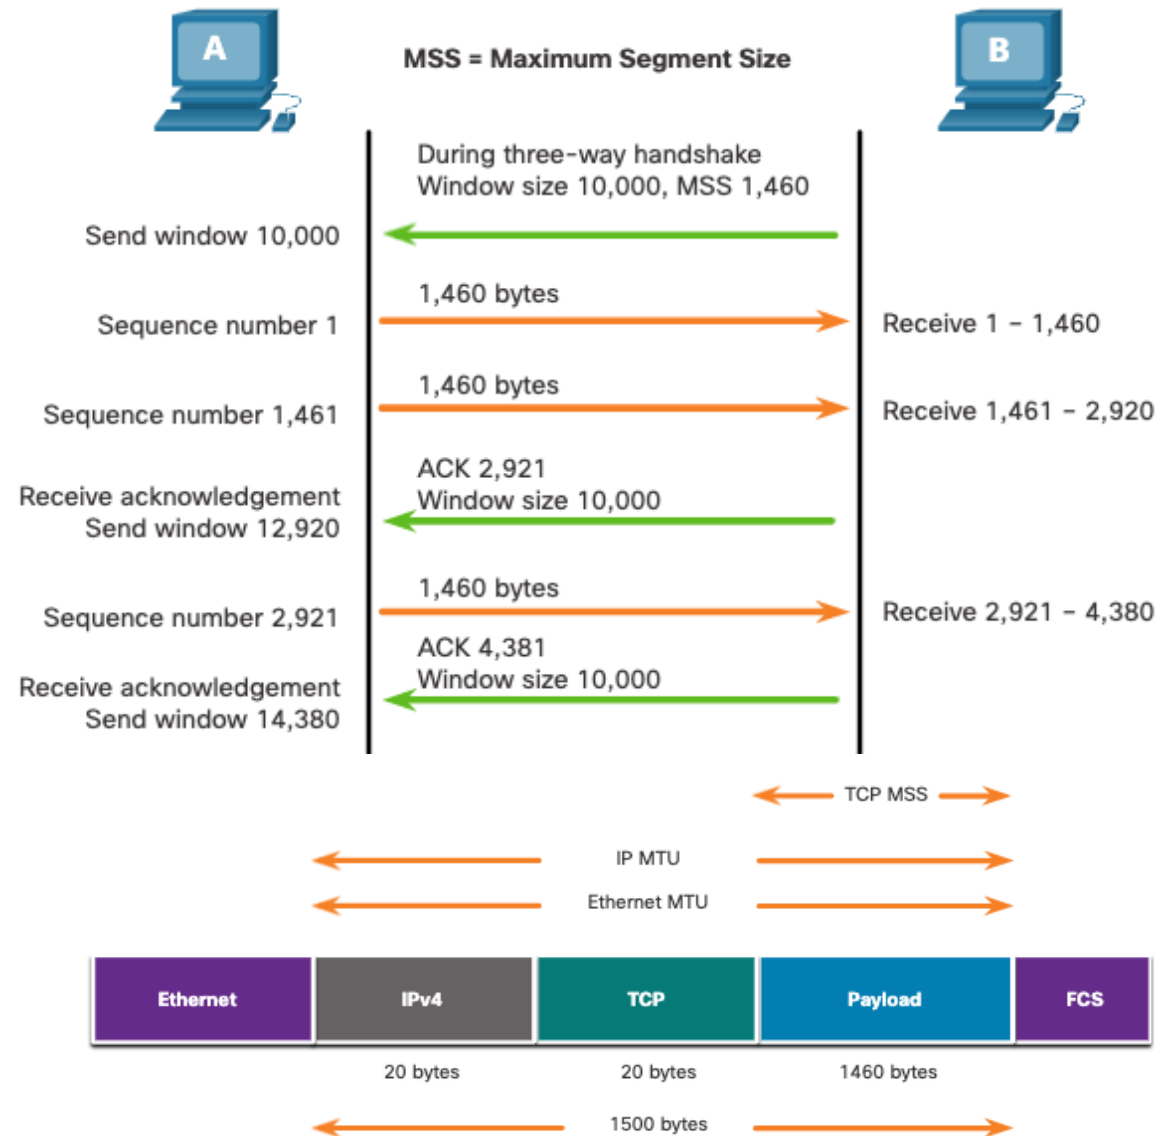 A
MSS = Maximum Segment Size
B
During three-way handshake
Window size 10,000, MSS 1,460
Send window 10,000
1,460 bytes
Sequence number 1
Receive 1 – 1,460
1,460 bytes
Sequence number 1,461
Receive 1,461 – 2,920
ACK 2,921
Window size 10,000
Receive acknowledgement
Send window 12,920
1,460 bytes
Sequence number 2,921
Receive 2,921 – 4,380
ACK 4,381
Window size 10,000
Receive acknowledgement
Send window 14,380
TCP MSS
IP MTU
Ethernet MTU
Ethernet
IPv4
TCP
Payload
FCS
20 bytes
20 bytes
1460 bytes
1500 bytes